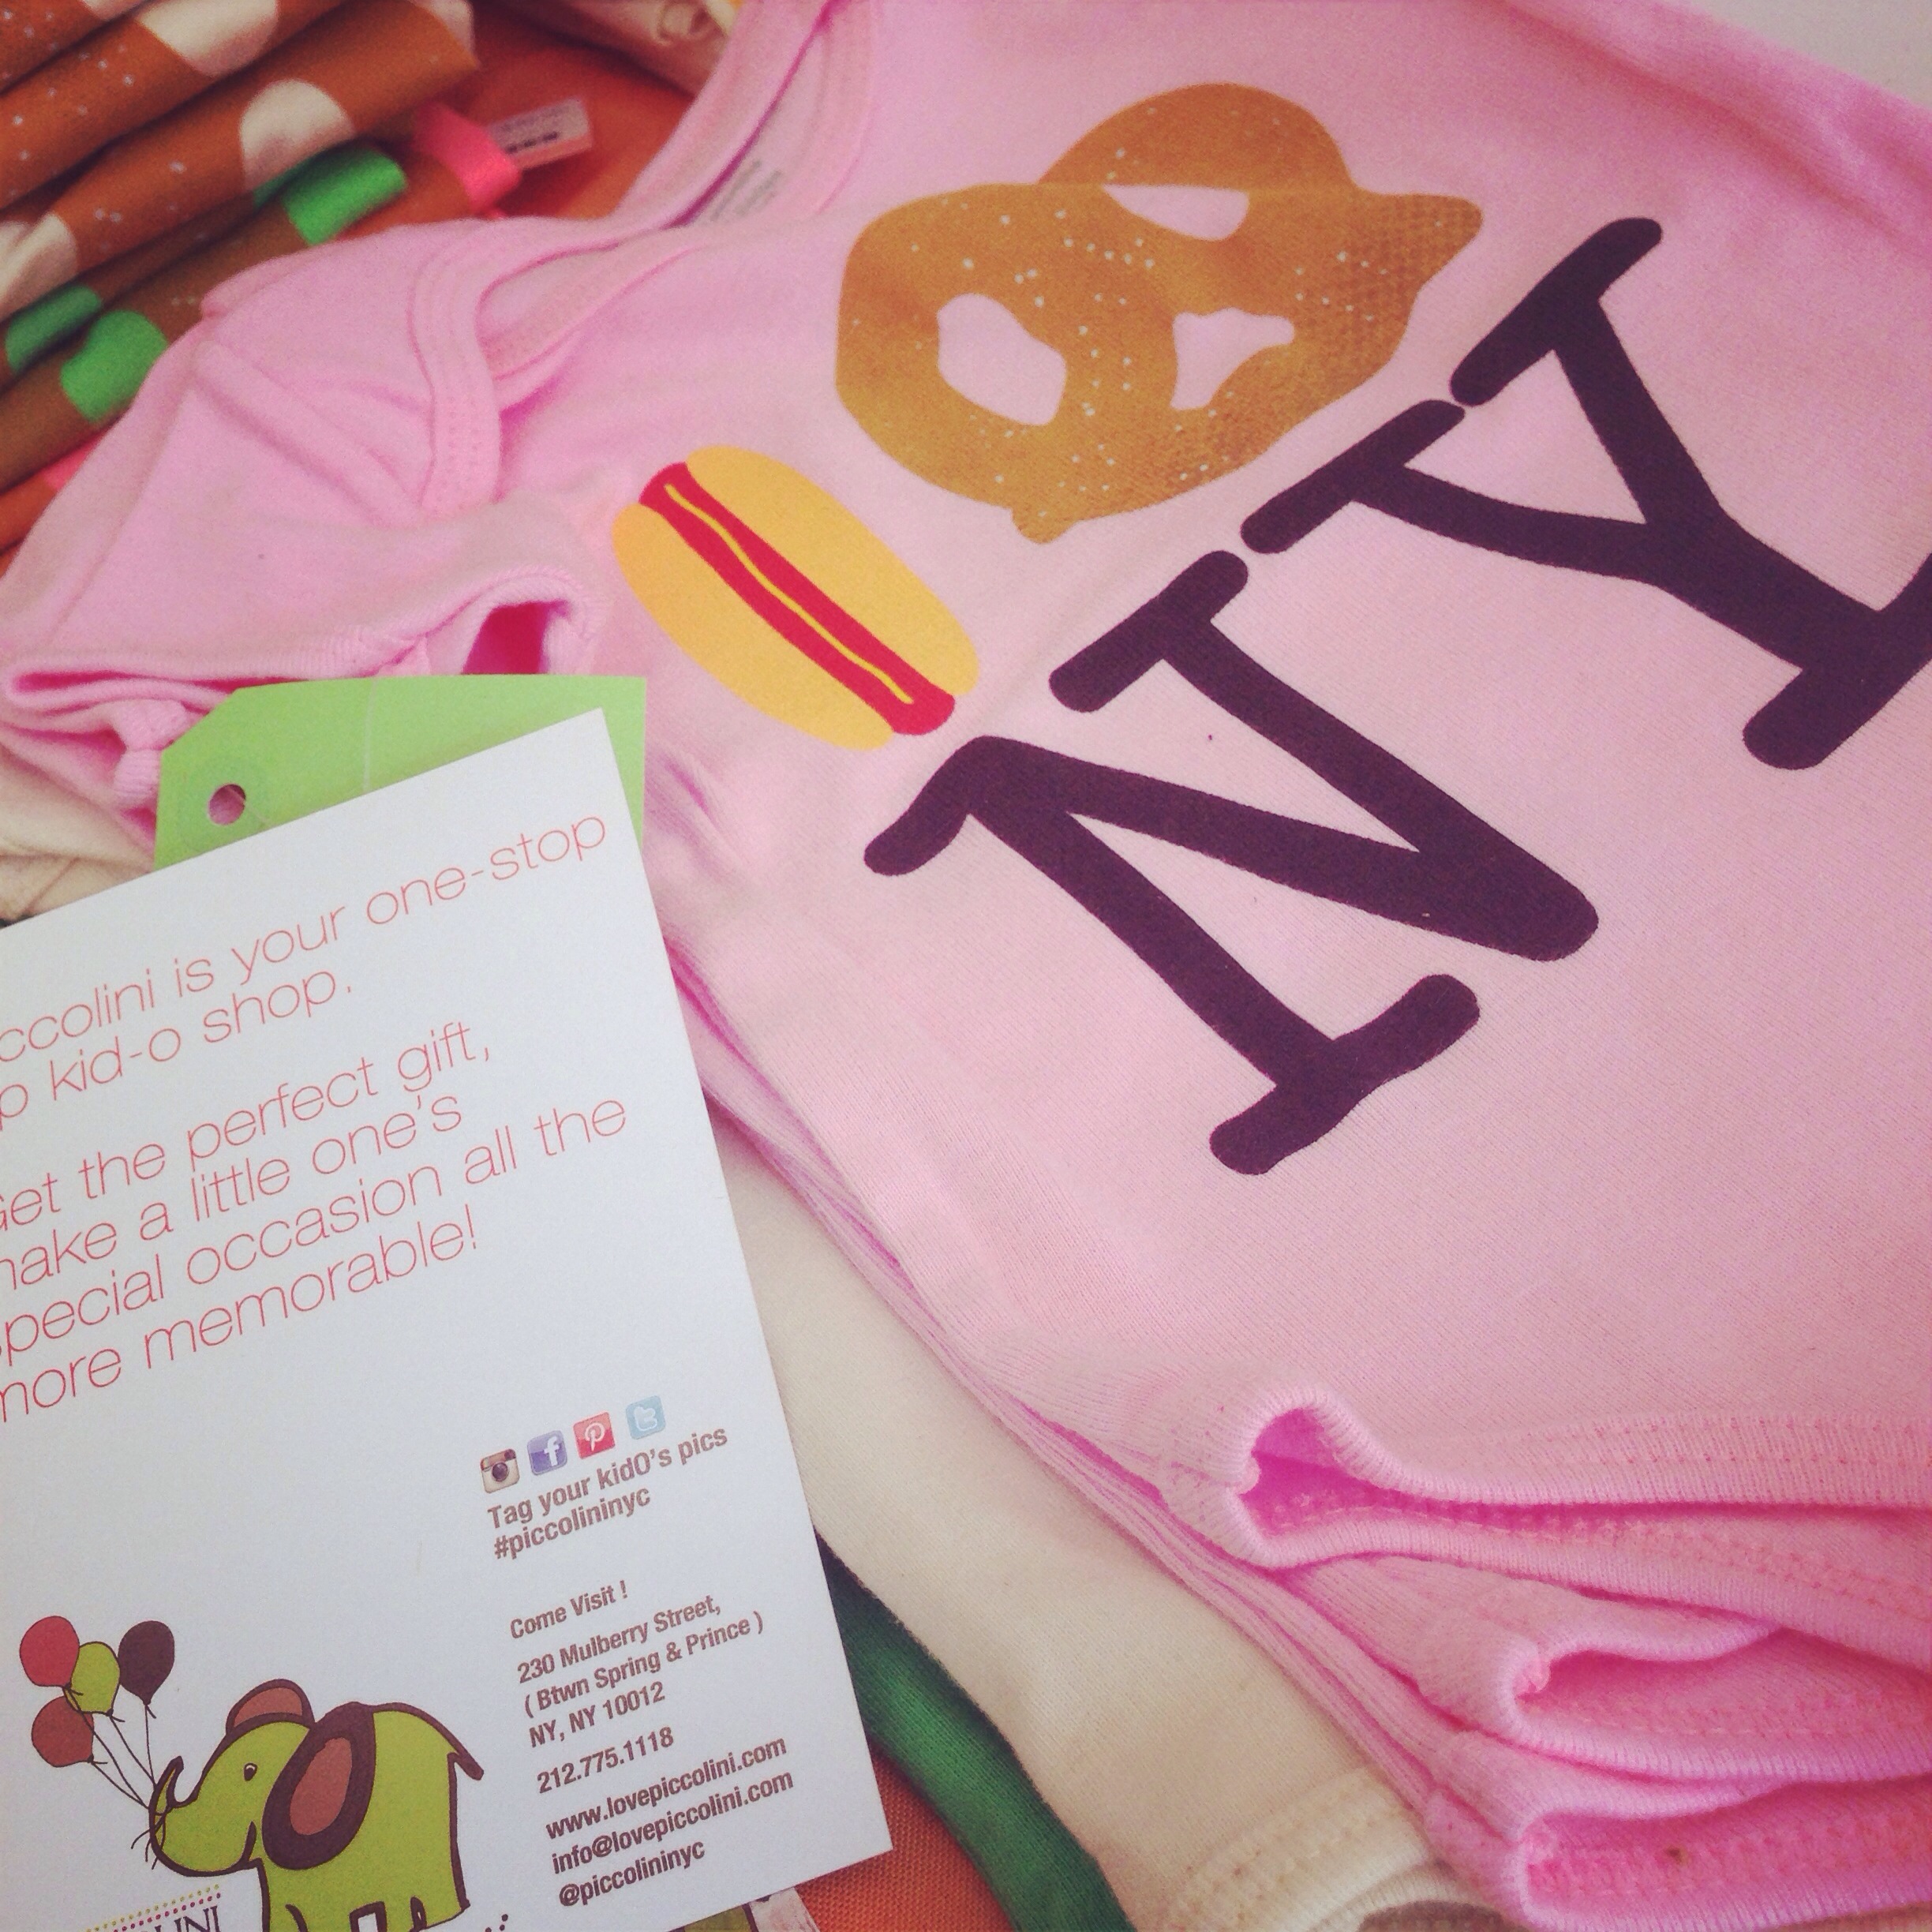 NY
ccolini is your one-stop
p kid-o shop.
Get the perfect gift,
make a little one's
special occasion all the
more memorable!
Tag your kidO's pics
#piccolininyc
Come Visit !
230 Mulberry Street,
( Btwn Spring & Prince )
NY, NY 10012
212.775.1118
www.lovepiccolini.com
info@lovepiccolini.com
@piccolininyc